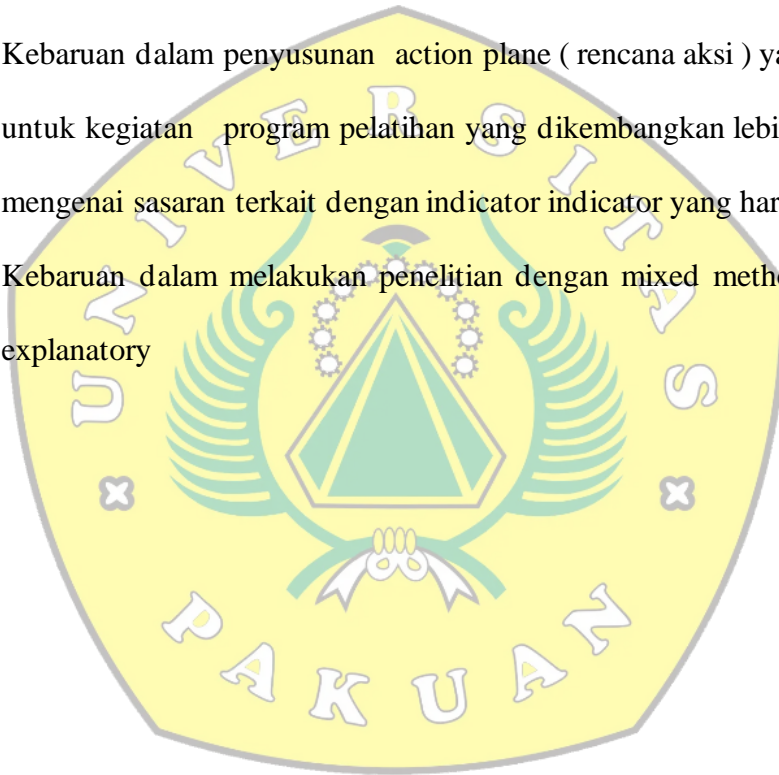 Kebaruan dalam penyusunan action plane ( rencana aksi )
untuk kegiatan program pelatihan yang dikembangkan
mengenai sasaran terkait dengan indicator indicator yang
Kebaruan dalam melakukan penelitian dengan mixed
explanatory
UNIVERSITAS
PAKUAN